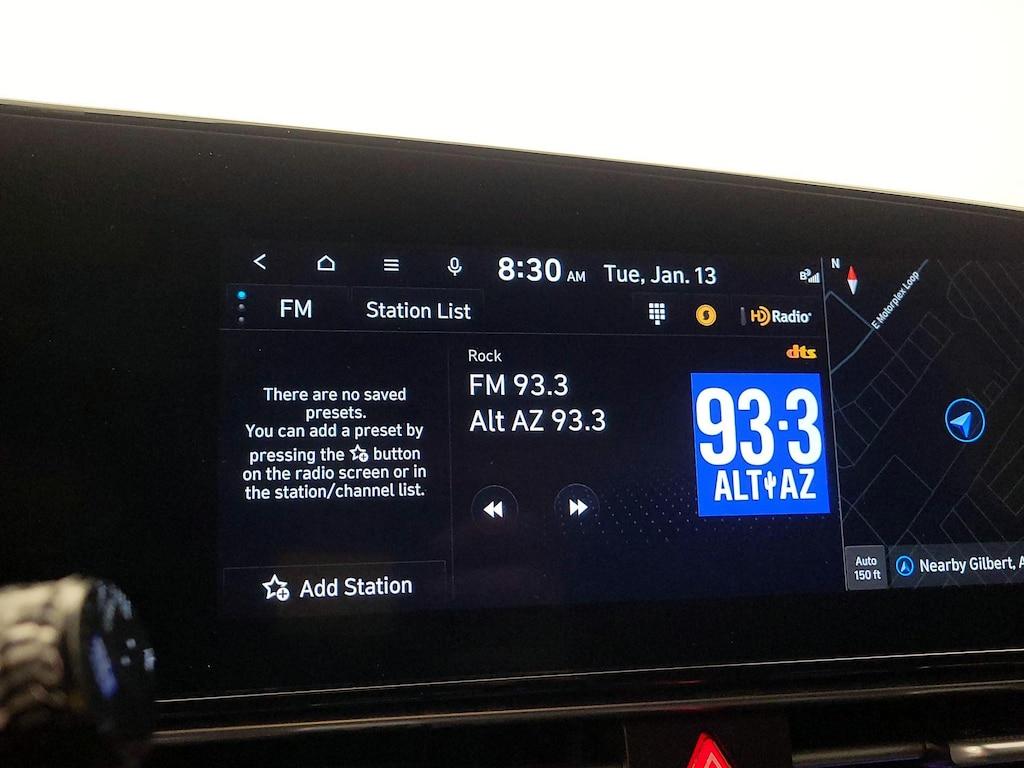 8:30 AM Tue, Jan. 13
FM Station List
HD Radio
N
E Motorplex Loop
There are no saved
presets.
You can add a preset by
pressing the button
on the radio screen or in
the station/channel list.
Add Station
Rock
FM 93.3
Alt AZ 93.3
dts
93.3
ALT AZ
Auto
150 ft
Nearby Gilbert, A